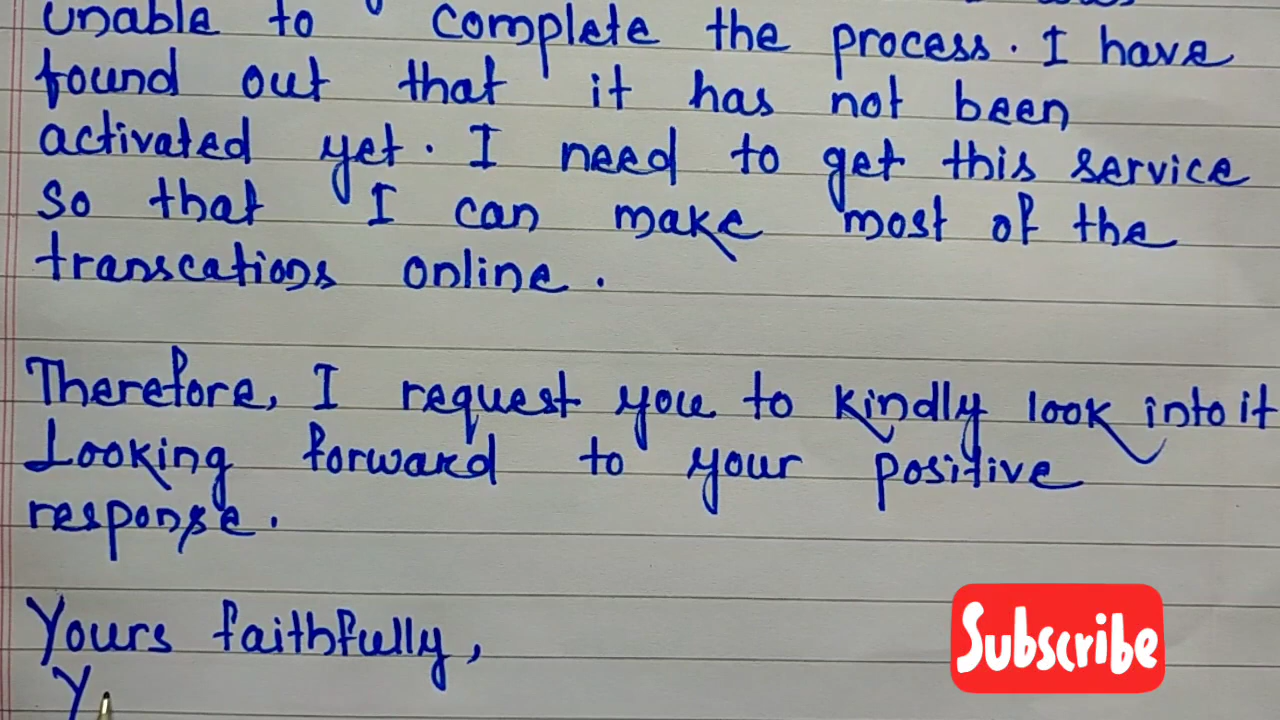 unable to complete the process. I have
found out that it has not been
activated yet. I need to get this service
so that I can make most of the
transcations online.
Therefore, I request you to kindly look into it
Looking forward to your positive
response.
Yours faithfully,
Y
Subscribe